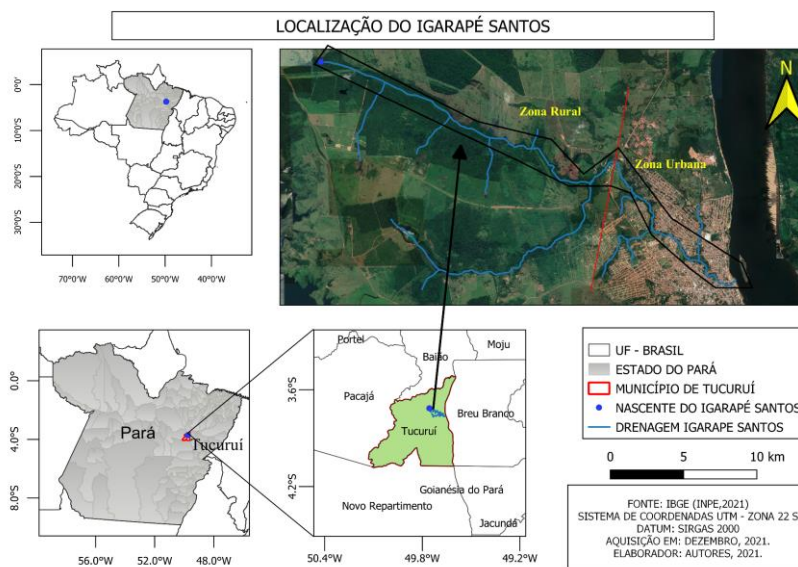 LOCALIZAÇÃO DO IGARAPÉ SANTOS
0°0'
10°0'S
20°0'S
30°0'S
70°0'W 60°0'W 50°0'W 40°0'W
Zona Rural
Zona Urbana
N
0.0°
4.0°S
8.0°S
56.0°W 52.0°W 48.0°W
Pará
Tucuruí
3.6°S
4.2°S
50.4°W 49.8°W 49.2°W
Portel
Baião
Moju
Pacajá
Breu Branco
Tucuruí
Goianésia do Pará
Novo Repartimento
Jacundá
UF - BRASIL
ESTADO DO PARÁ
MUNICÍPIO DE TUCURUÍ
NASCENTE DO IGARAPÉ SANTOS
DRENAGEM IGARAPE SANTOS
0 5 10 km
FONTE: IBGE (INPE,2021)
SISTEMA DE COORDENADAS UTM - ZONA 22 S
DATUM: SIRGAS 2000
AQUISIÇÃO EM: DEZEMBRO, 2021.
ELABORADOR: AUTORES, 2021.